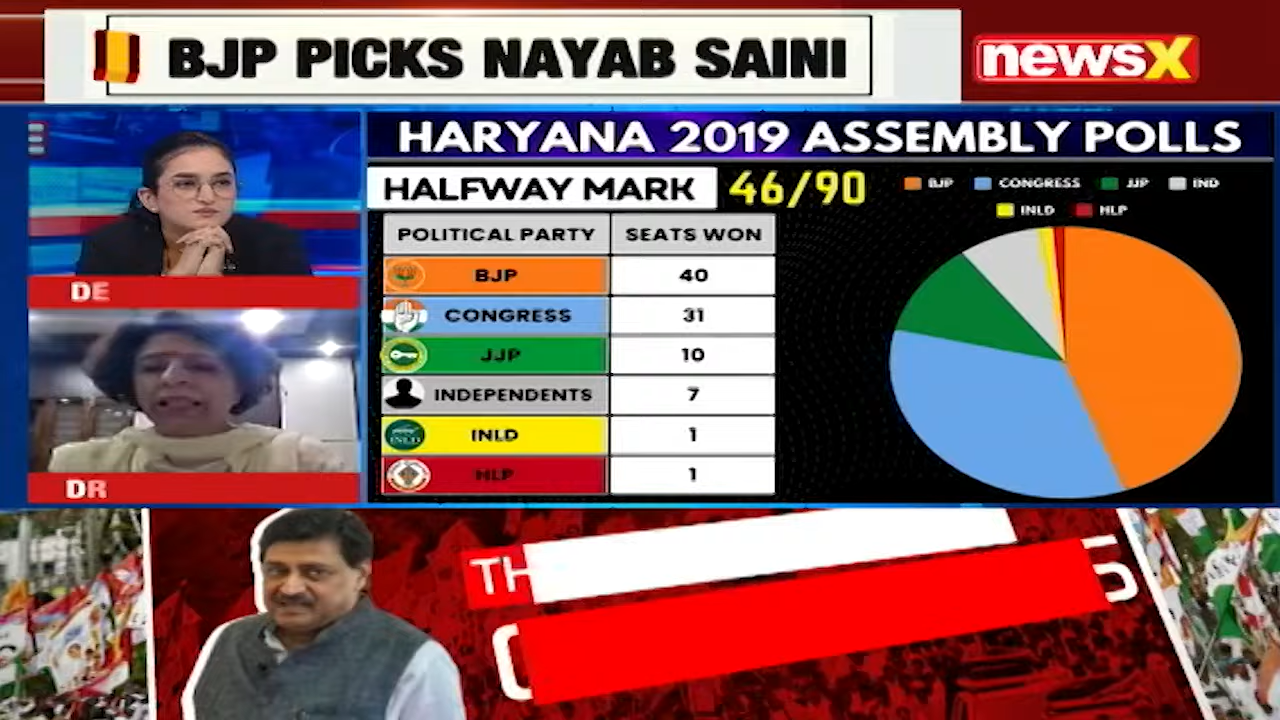 BJP PICKS NAYAB SAINI
newsX
HARYANA 2019 ASSEMBLY POLLS
HALFWAY MARK 46/90
BJP CONGRESS JJP IND
INLD HLP
POLITICAL PARTY SEATS WON
BJP 40
CONGRESS 31
JJP 10
INDEPENDENTS 7
INLD 1
HLP 1
DE
DR
TH